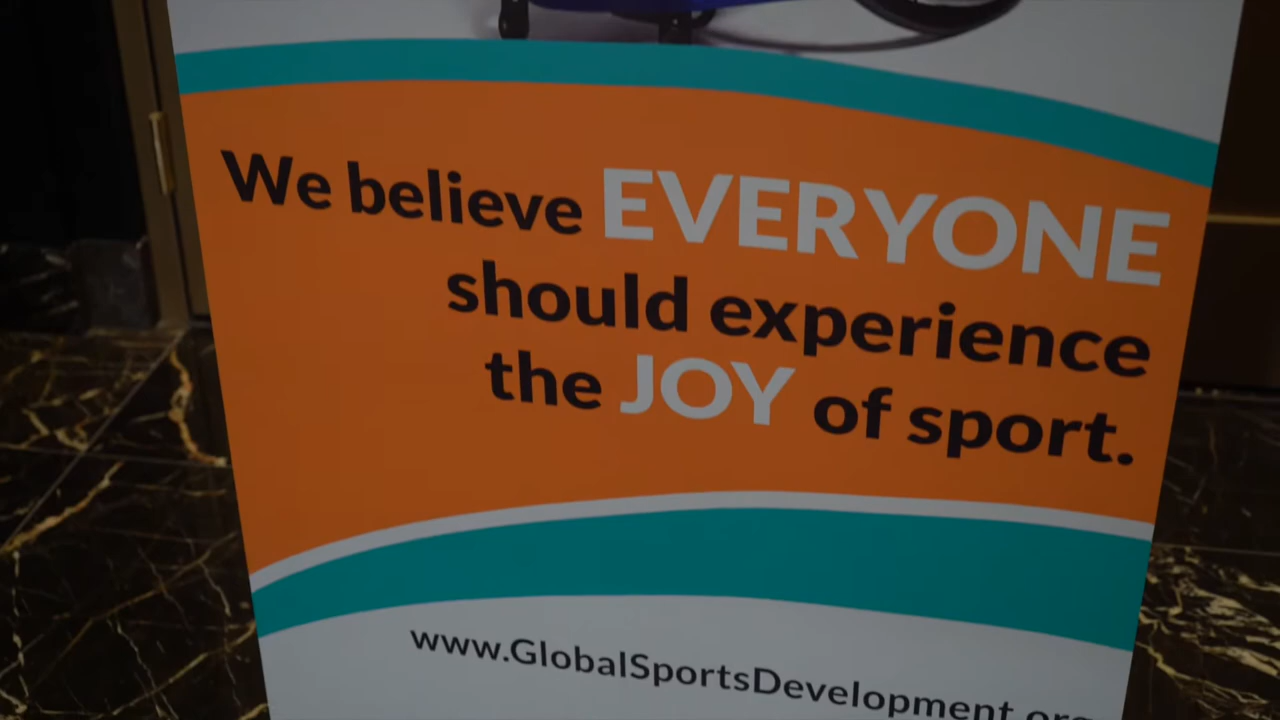 We believe EVERYONE
should experience
the JOY of sport.
www.GlobalSportsDevelopment.org